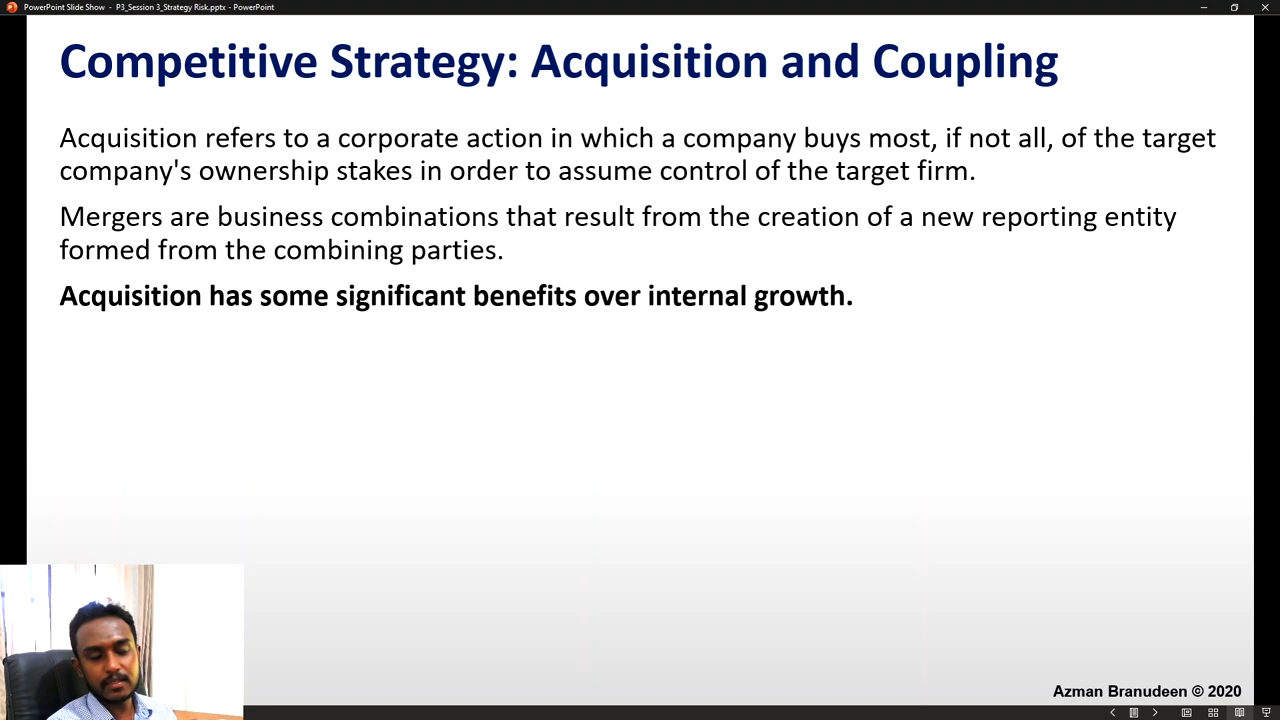 PowerPoint Slide Show - P3_Session 3_Strategy Risk.pptx - PowerPoint
Competitive Strategy: Acquisition and Coupling
Acquisition refers to a corporate action in which a company buys most, if not all, of the target
company's ownership stakes in order to assume control of the target firm.
Mergers are business combinations that result from the creation of a new reporting entity
formed from the combining parties.
Acquisition has some significant benefits over internal growth.
Azman Branudeen © 2020